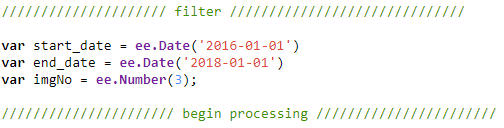 ///////////////////// filter //////////////////////////////
var start_date = ee.Date('2016-01-01')
var end_date = ee.Date('2018-01-01')
var imgNo = ee.Number(3);
////////////////////// begin processing ///////////////////////